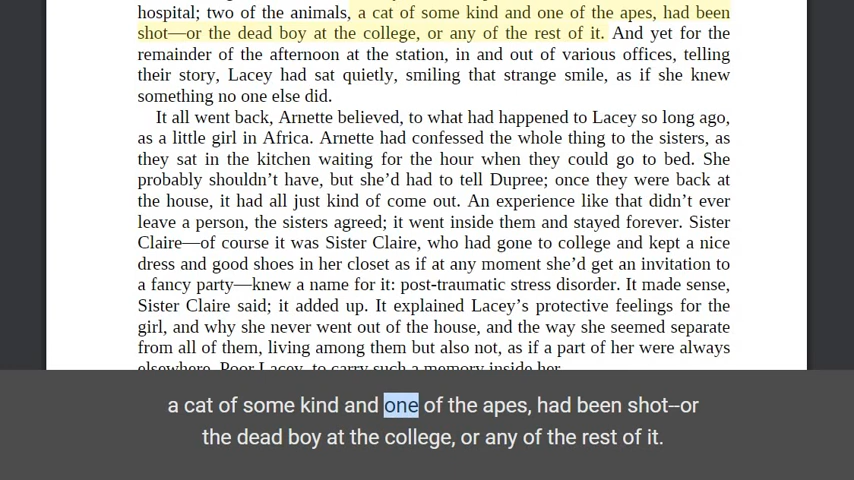 hospital; two of the animals, a cat of some kind and one of the apes, had been
shot—or the dead boy at the college, or any of the rest of it. And yet for the
remainder of the afternoon at the station, in and out of various offices, telling
their story, Lacey had sat quietly, smiling that strange smile, as if she knew
something no one else did.
It all went back, Arnette believed, to what had happened to Lacey so long ago,
as a little girl in Africa. Arnette had confessed the whole thing to the sisters, as
they sat in the kitchen waiting for the hour when they could go to bed. She
probably shouldn’t have, but she’d had to tell Dupree; once they were back at
the house, it had all just kind of come out. An experience like that didn’t ever
leave a person, the sisters agreed; it went inside them and stayed forever. Sister
Claire—of course it was Sister Claire, who had gone to college and kept a nice
dress and good shoes in her closet as if at any moment she’d get an invitation to
a fancy party—knew a name for it: post-traumatic stress disorder. It made sense,
Sister Claire said; it added up. It explained Lacey’s protective feelings for the
girl, and why she never went out of the house, and the way she seemed separate
from all of them, living among them but also not, as if a part of her were always
elsewhere. Poor Lacey, to carry such a memory inside her.
a cat of some kind and one of the apes, had been shot--or
the dead boy at the college, or any of the rest of it.